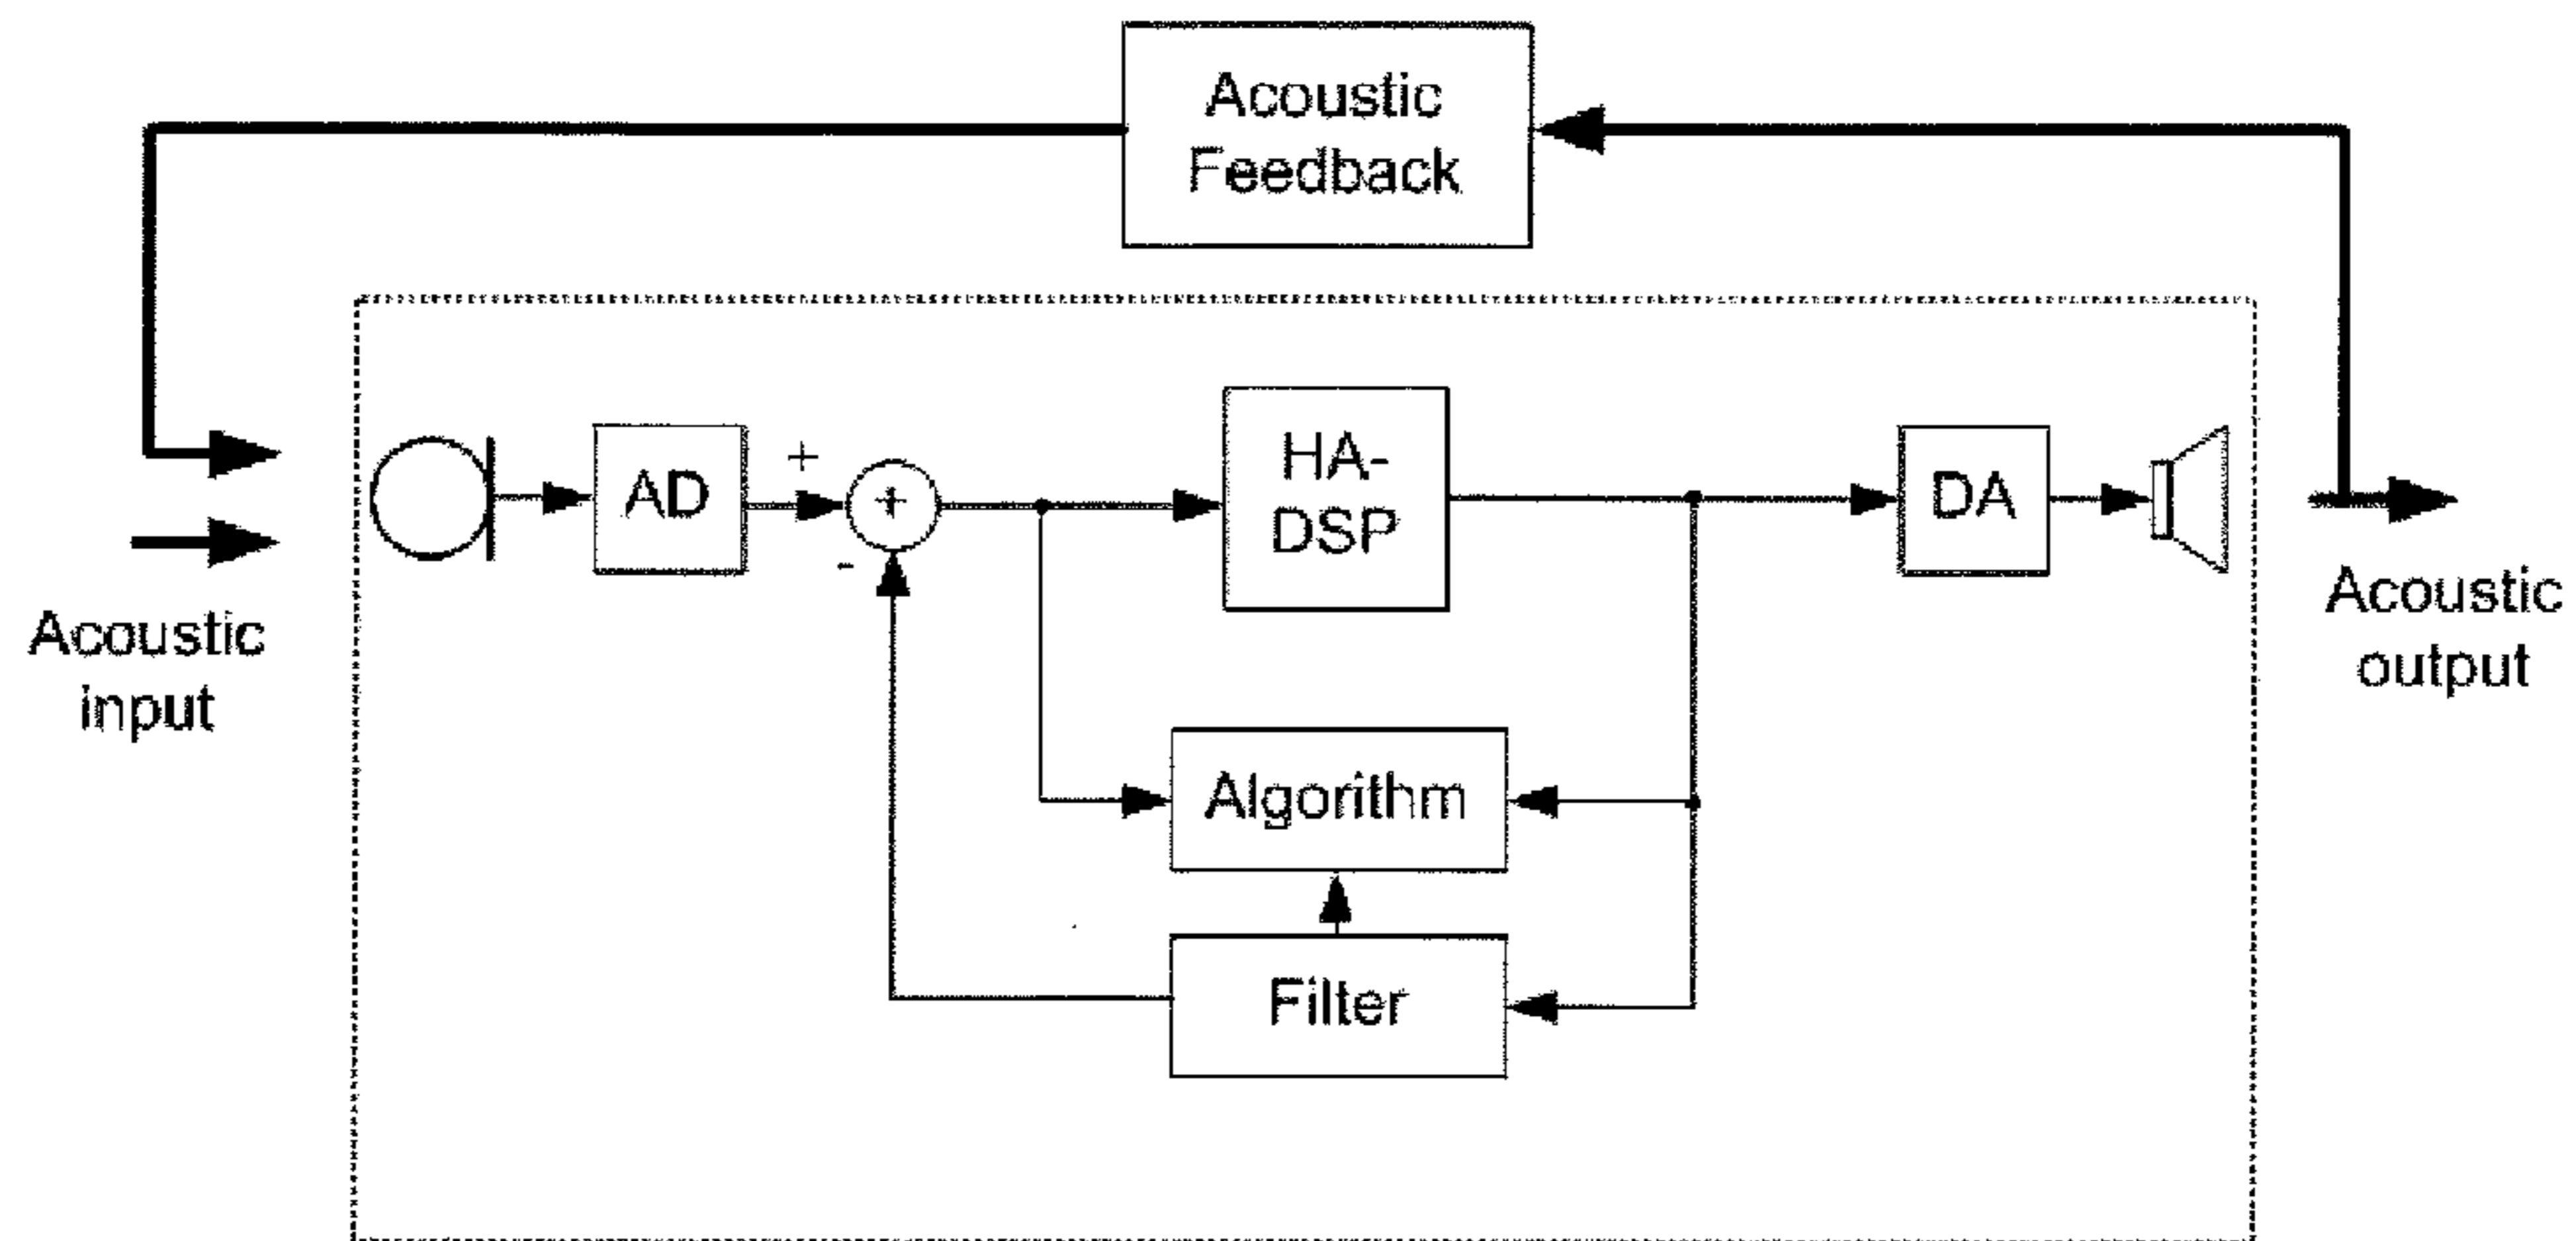 Acoustic
Feedback
Acoustic
input
AD
+
+
-
HA-
DSP
DA
Acoustic
output
Algorithm
Filter